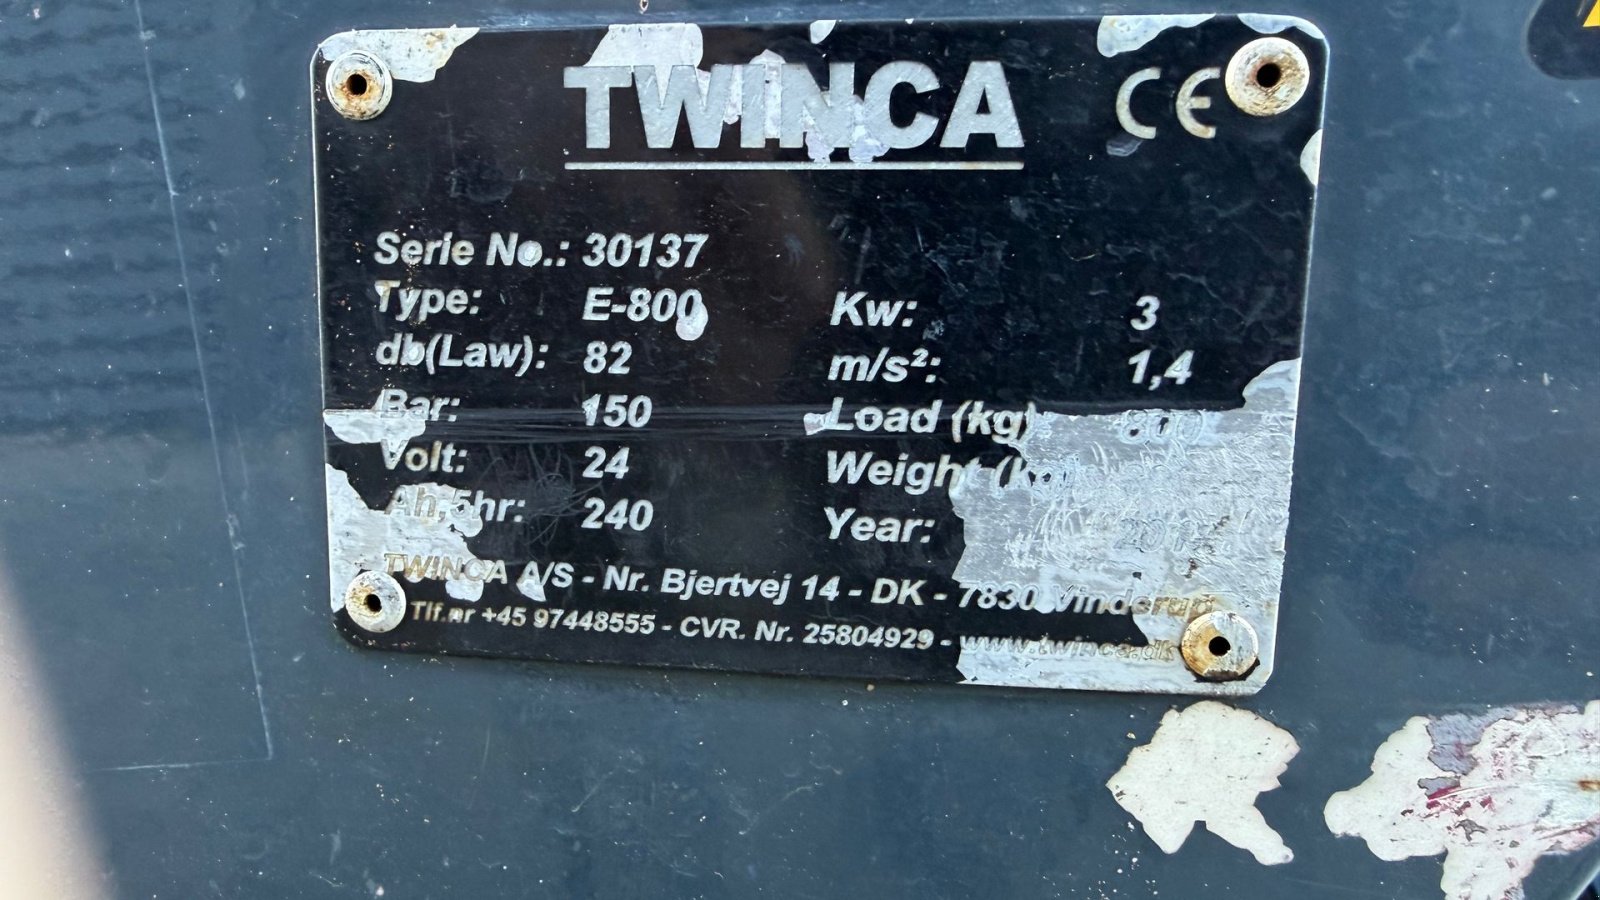 TWINCA
CE
Serie No.: 30137
Type: E-800 Kw: 3
db(Law): 82 m/s²: 1,4
Bar: 150 Load (kg) 800
Volt: 24 Weight
Ah,5hr: 240 Year:
TWINCA A/S - Nr. Bjertvej 14 - DK - 7830 Vinderup
Tlf.nr +45 97448555 - CVR. Nr. 25804929 - www.twinca.dk